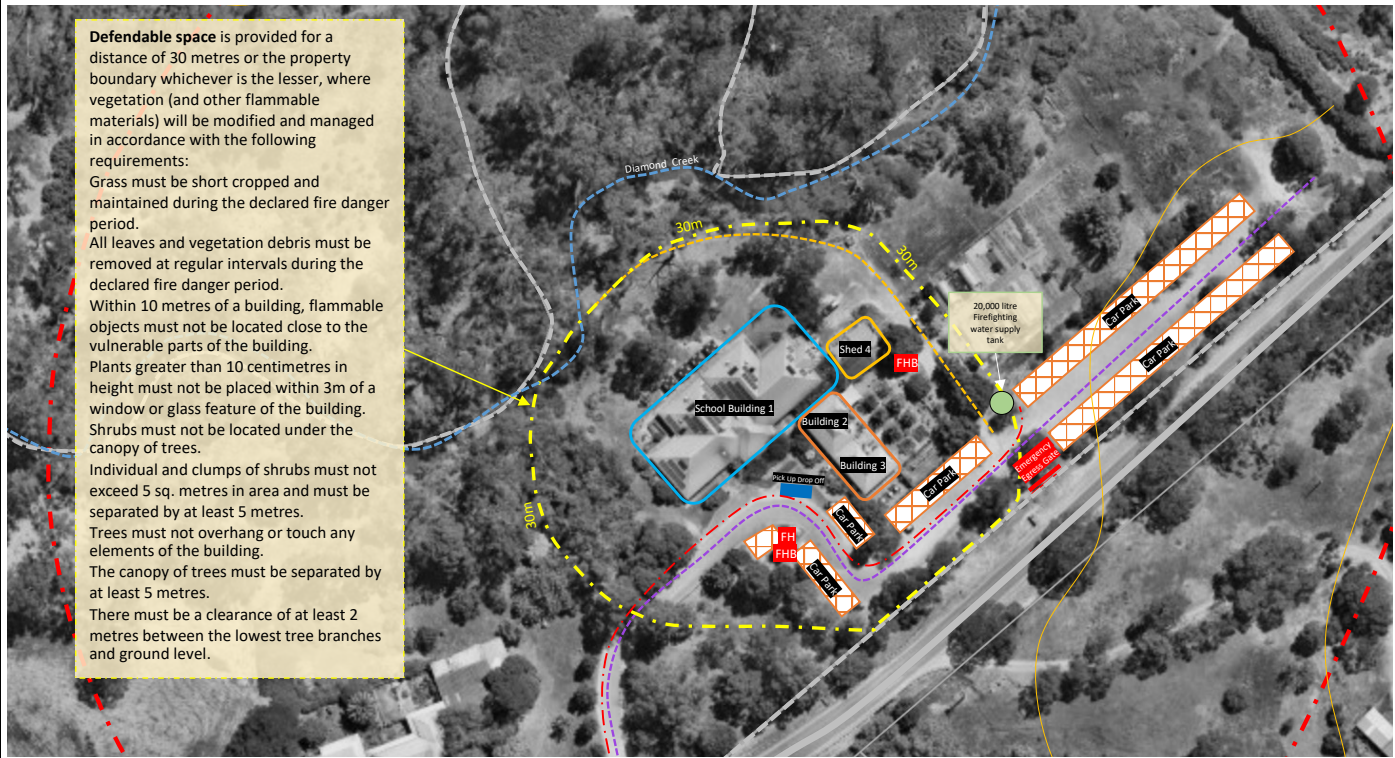 Defendable space is provided for a
distance of 30 metres or the property
boundary whichever is the lesser, where
vegetation (and other flammable
materials) will be modified and managed
in accordance with the following
requirements:
Grass must be short cropped and
maintained during the declared fire danger
period.
All leaves and vegetation debris must be
removed at regular intervals during the
declared fire danger period.
Within 10 metres of a building, flammable
objects must not be located close to the
vulnerable parts of the building.
Plants greater than 10 centimetres in
height must not be placed within 3m of a
window or glass feature of the building.
Shrubs must not be located under the
canopy of trees.
Individual and clumps of shrubs must not
exceed 5 sq. metres in area and must be
separated by at least 5 metres.
Trees must not overhang or touch any
elements of the building.
The canopy of trees must be separated by
at least 5 metres.
There must be a clearance of at least 2
metres between the lowest tree branches
and ground level.
Diamond Creek
30m
30m
30m
20,000 litre
Firefighting
water supply
tank
Car Park
Car Park
Shed 4
FHB
School Building 1
Building 2
Building 3
Pick Up Drop Off
Car Park
Car Park
Emergency
Egress Gate
FH
FHB
Car Park